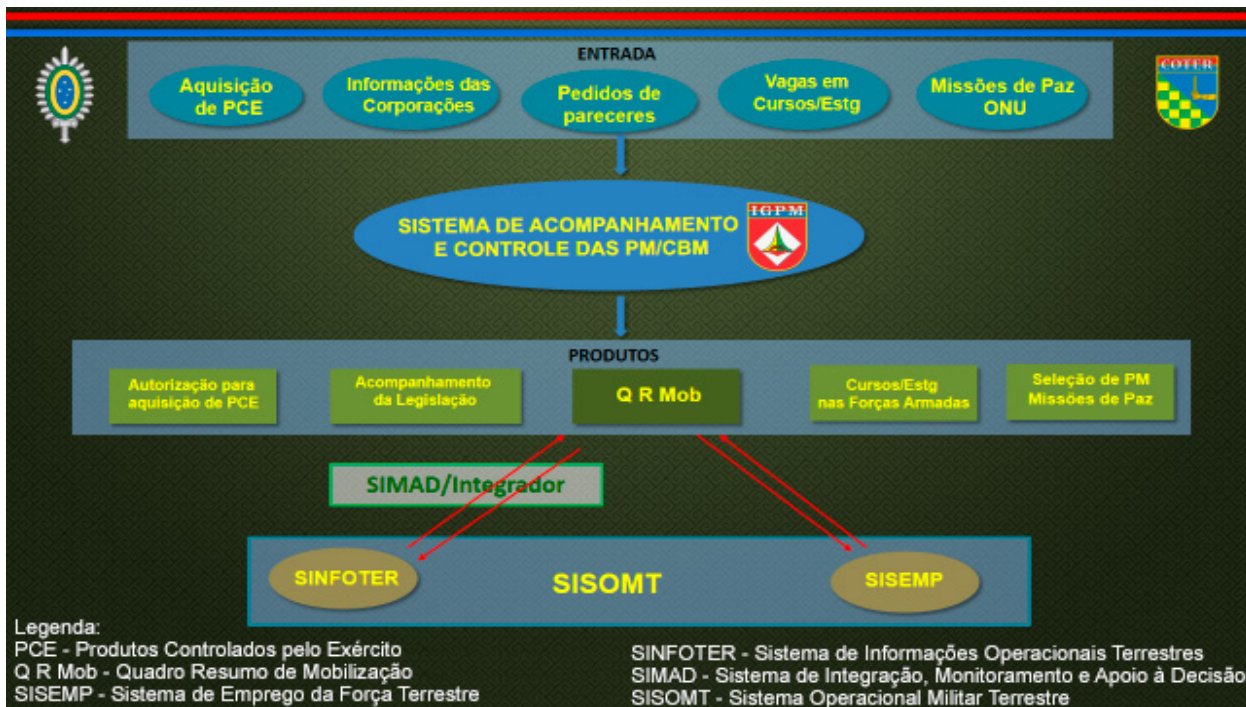 ENTRADA
Aquisição
de PCE
Informações das
Corporações
Pedidos de
pareceres
Vagas em
Cursos/Estg
Missões de Paz
ONU
COTER
SISTEMA DE ACOMPANHAMENTO
E CONTROLE DAS PM/CBM
IGPM
PRODUTOS
Autorização para
aquisição de PCE
Acompanhamento
da Legislação
Q R Mob
Cursos/Estg
nas Forças Armadas
Seleção de PM
Missões de Paz
SIMAD/Integrador
SINFOTER
SISOMT
SISEMP
Legenda:
PCE - Produtos Controlados pelo Exército
Q R Mob - Quadro Resumo de Mobilização
SISEMP - Sistema de Emprego da Força Terrestre
SINFOTER - Sistema de Informações Operacionais Terrestres
SIMAD - Sistema de Integração, Monitoramento e Apoio à Decisão
SISOMT - Sistema Operacional Militar Terrestre